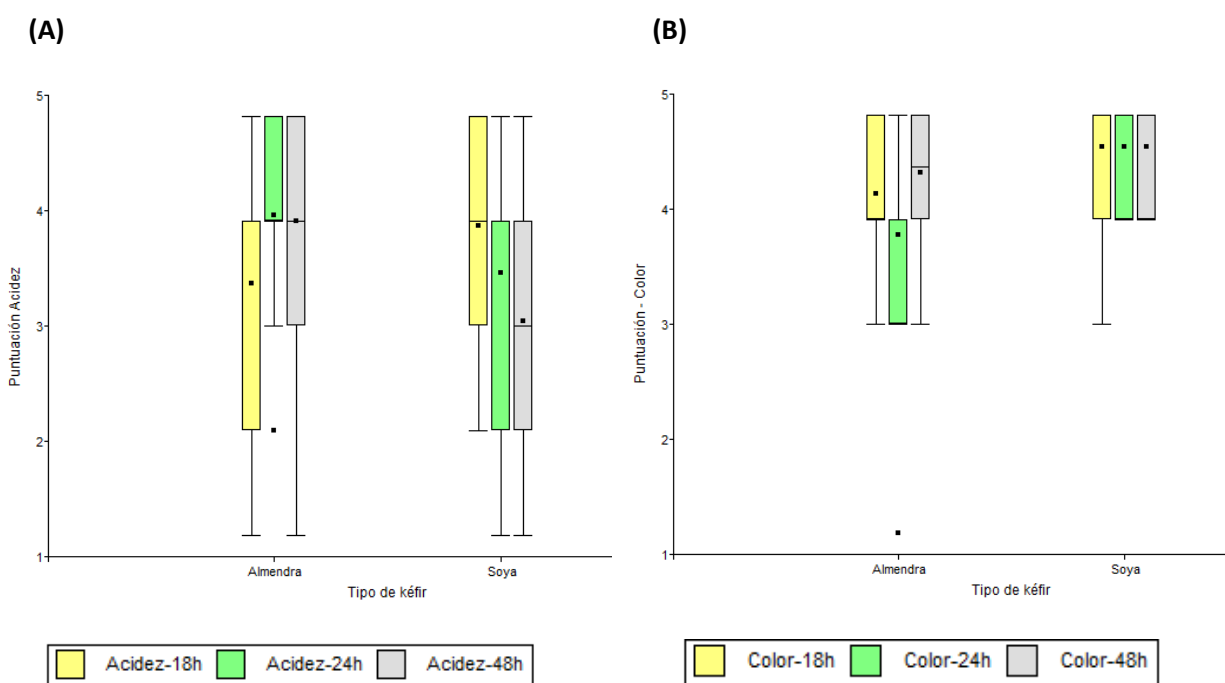 (A)
(B)
5
4
3
2
1
Puntuación Acidez
Almendra
Soya
Tipo de kéfir
Acidez-18h
Acidez-24h
Acidez-48h
5
4
3
2
1
Puntuación - Color
Almendra
Soya
Tipo de kéfir
Color-18h
Color-24h
Color-48h